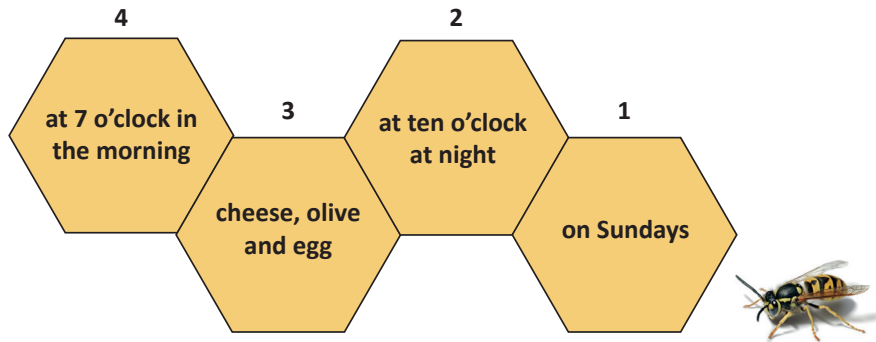 4
at 7 o’clock in
the morning
3
cheese, olive
and egg
2
at ten o’clock
at night
1
on Sundays